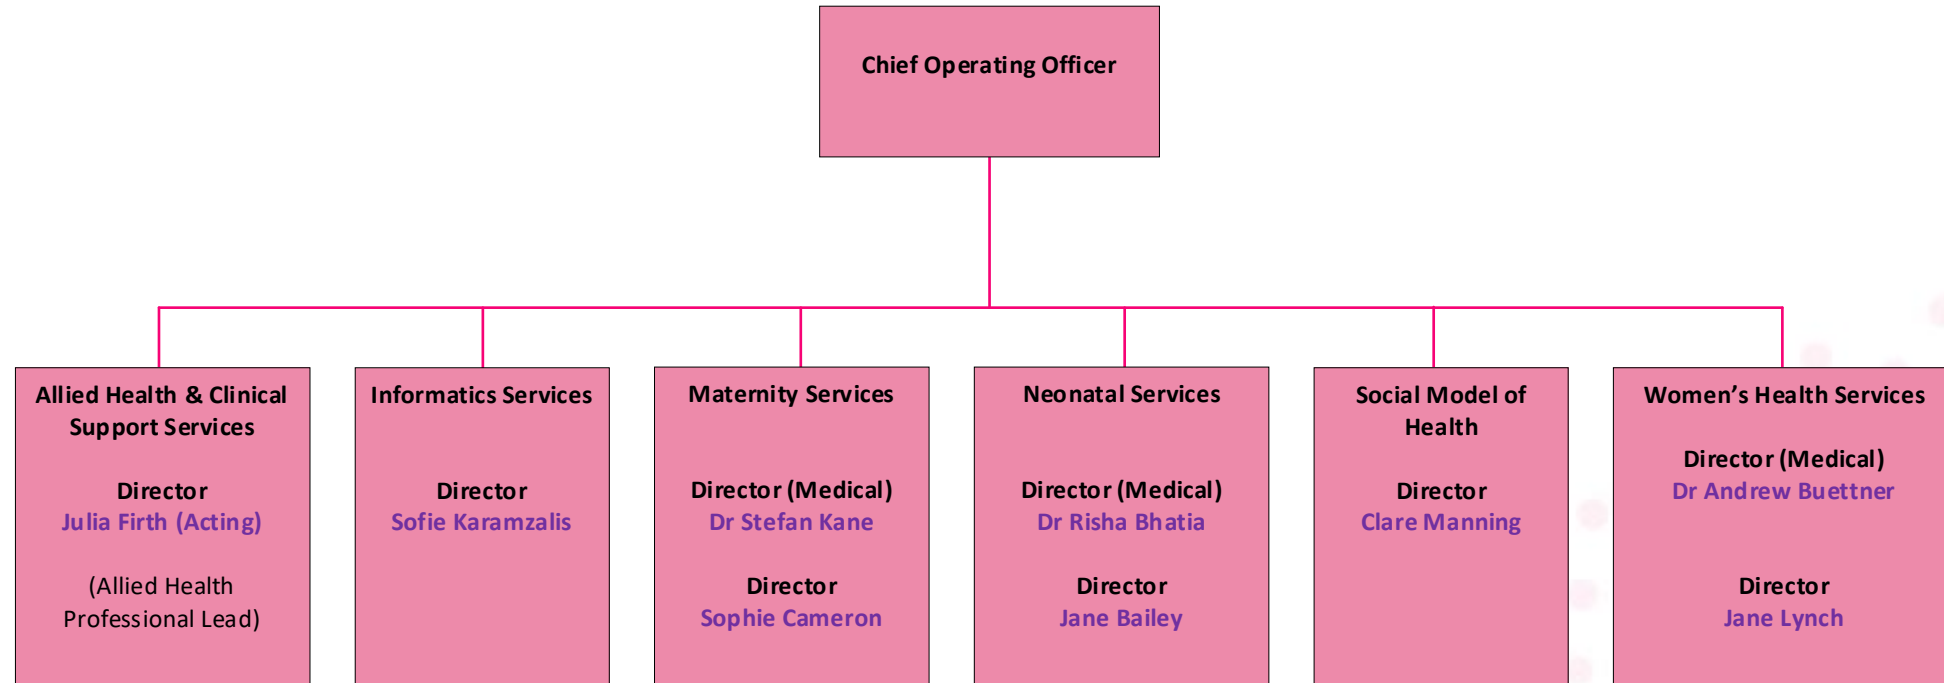 Chief Operating Officer
Allied Health & Clinical
Support Services
Director
Julia Firth (Acting)
(Allied Health
Professional Lead)
Informatics Services
Director
Sofie Karamzalis
Maternity Services
Director (Medical)
Dr Stefan Kane
Director
Sophie Cameron
Neonatal Services
Director (Medical)
Dr Risha Bhatia
Director
Jane Bailey
Social Model of
Health
Director
Clare Manning
Women’s Health Services
Director (Medical)
Dr Andrew Buettner
Director
Jane Lynch